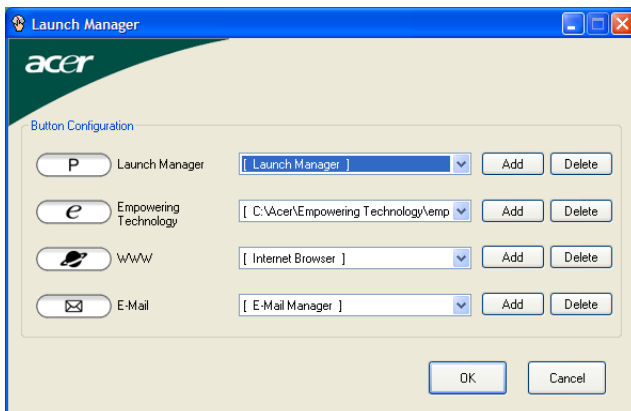 Launch Manager
acer
Button Configuration
P Launch Manager [ Launch Manager ] Add Delete
e Empowering Technology [ C:\Acer\Empowering Technology\emp Add Delete
WWW [ Internet Browser ] Add Delete
E-Mail [ E-Mail Manager ] Add Delete
OK Cancel